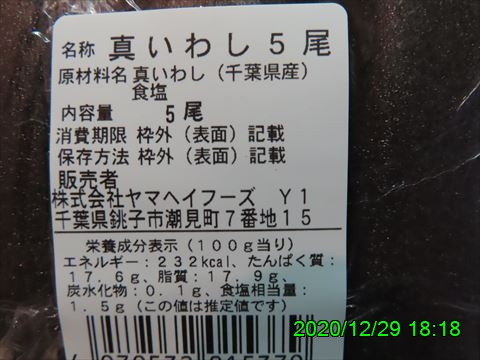 名称 真いわし5尾
原材料名 真いわし（千葉県産）
食塩
内容量 5尾
消費期限 枠外（表面）記載
保存方法 枠外（表面）記載
販売者
株式会社ヤマヘイフーズ Y1
千葉県銚子市潮見町7番地15
栄養成分表示（100g当り）
エネルギー：232kcal、たんぱく質：
17.6g、脂質：17.9g、
炭水化物：0.1g、食塩相当量：
1.5g（この値は推定値です）
2020/12/29 18:18